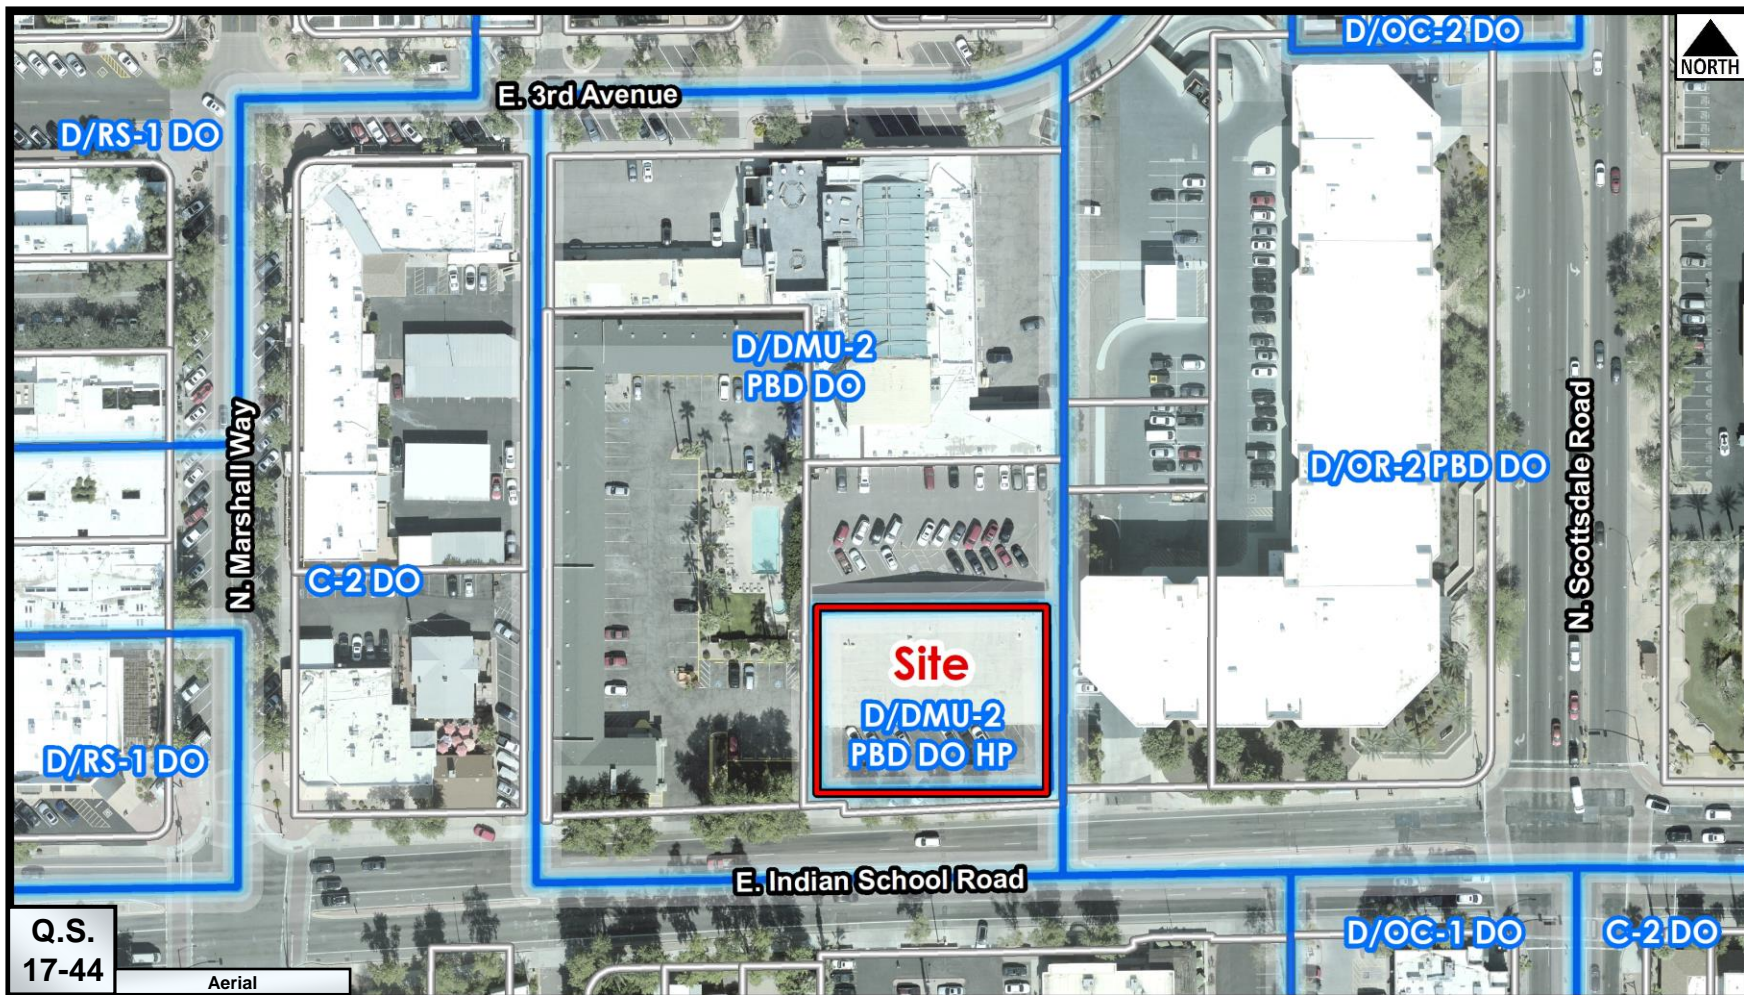 D/OC-2 DO
NORTH
E. 3rd Avenue
D/RS-1 DO
D/DMU-2
PBD DO
N. Marshall Way
N. Scottsdale Road
D/OR-2 PBD DO
C-2 DO
Site
D/DMU-2
PBD DO HP
D/RS-1 DO
E. Indian School Road
Q.S.
17-44
D/OC-1 DO
C-2 DO
Aerial